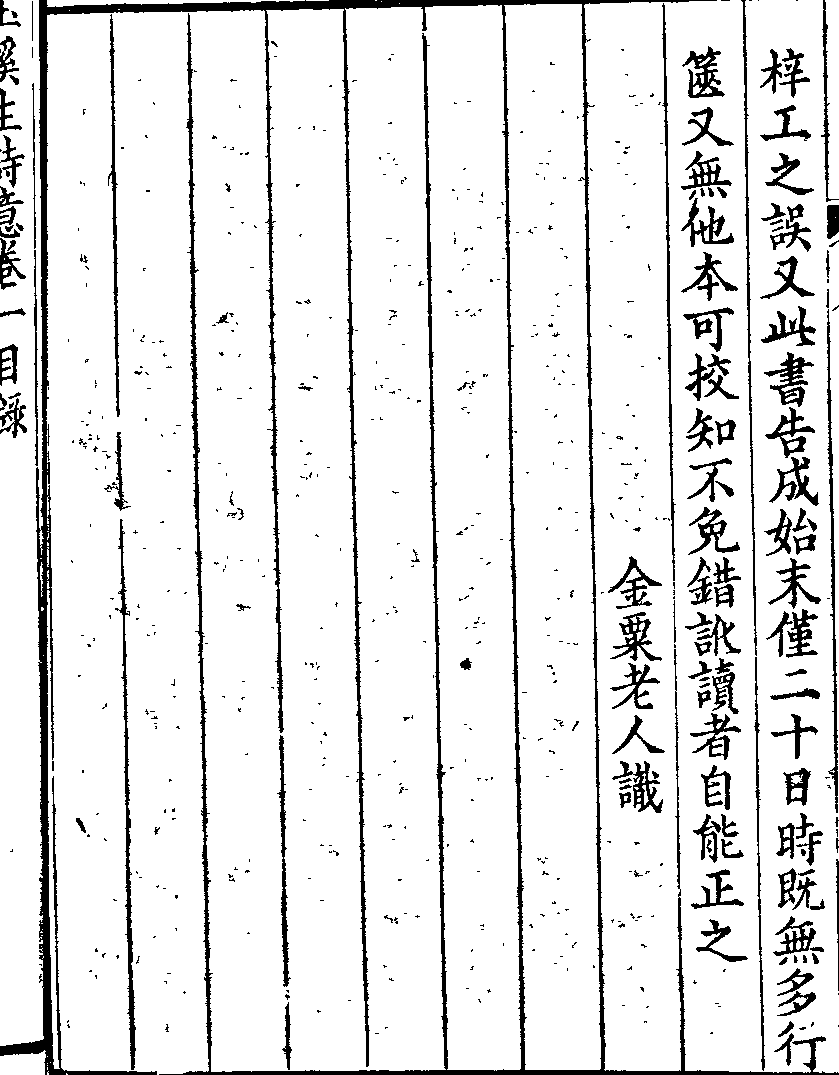 梓工之誤又此書告成始末僅二十日時既無多行
篋又無他本可挍知不免錯訛讀者自能正之
金粟老人識
玉溪生詩意卷一目錄